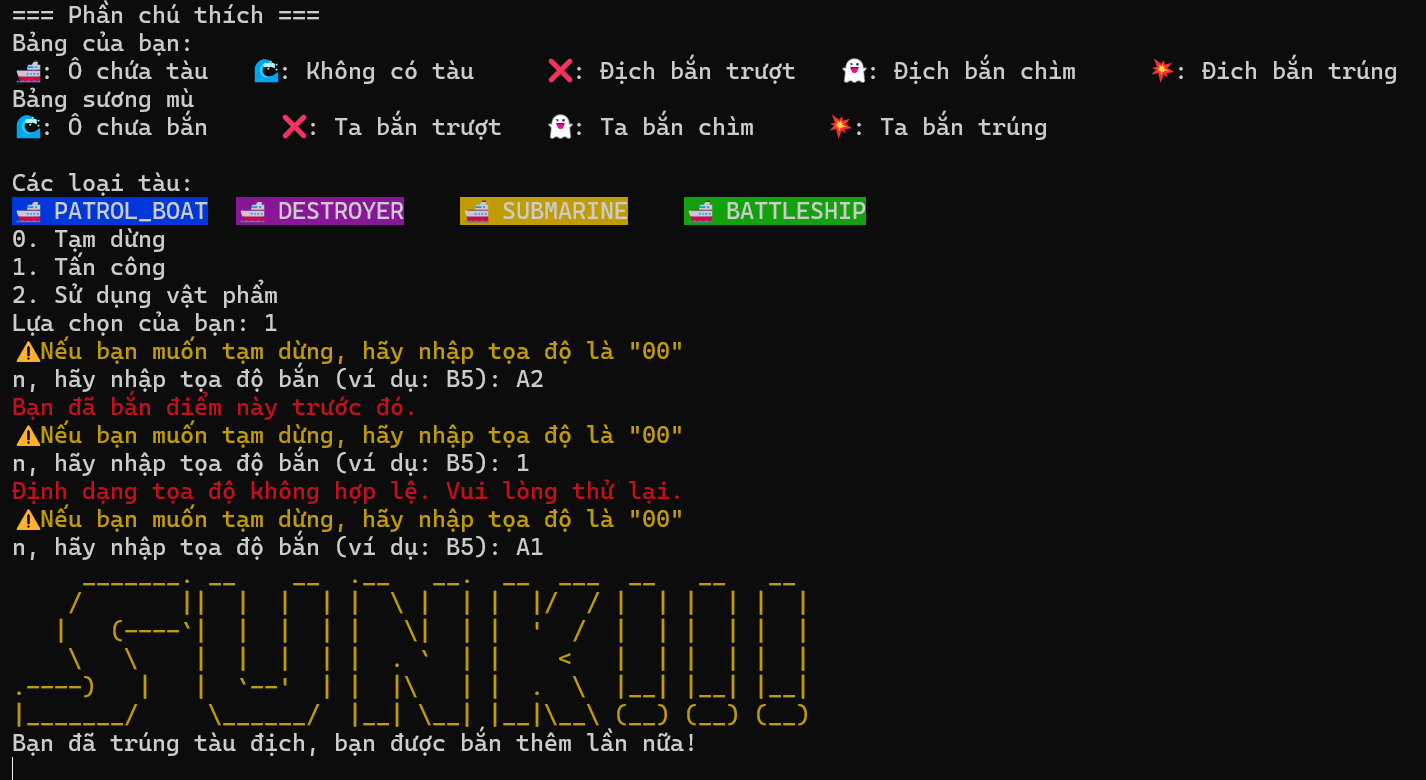 === Phần chú thích ===
Bảng của bạn:
🚢: Ô chứa tàu 🌊: Không có tàu ❌: Địch bắn trượt 👻: Địch bắn chìm 💥: Đich bắn trúng
Bảng sương mù
🌊: Ô chưa bắn ❌: Ta bắn trượt 👻: Ta bắn chìm 💥: Ta bắn trúng
Các loại tàu:
🚢 PATROL_BOAT 🚢 DESTROYER 🚢 SUBMARINE 🚢 BATTLESHIP
0. Tạm dừng
1. Tấn công
2. Sử dụng vật phẩm
Lựa chọn của bạn: 1
⚠️Nếu bạn muốn tạm dừng, hãy nhập tọa độ là "00"
n, hãy nhập tọa độ bắn (ví dụ: B5): A2
Bạn đã bắn điểm này trước đó.
⚠️Nếu bạn muốn tạm dừng, hãy nhập tọa độ là "00"
n, hãy nhập tọa độ bắn (ví dụ: B5): 1
Định dạng tọa độ không hợp lệ. Vui lòng thử lại.
⚠️Nếu bạn muốn tạm dừng, hãy nhập tọa độ là "00"
n, hãy nhập tọa độ bắn (ví dụ: B5): A1
SUNK!!!
Bạn đã trúng tàu địch, bạn được bắn thêm lần nữa!